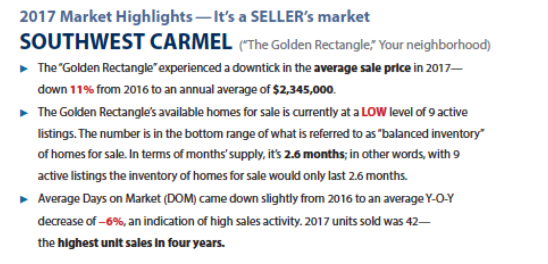 2017 Market Highlights — It's a SELLER's market
SOUTHWEST CARMEL ("The Golden Rectangle," Your neighborhood)
► The "Golden Rectangle" experienced a downtick in the average sale price in 2017—
down 11% from 2016 to an annual average of $2,345,000.
► The Golden Rectangle's available homes for sale is currently at a LOW level of 9 active
listings. The number is in the bottom range of what is referred to as "balanced inventory"
of homes for sale. In terms of months' supply, it's 2.6 months; in other words, with 9
active listings the inventory of homes for sale would only last 2.6 months.
► Average Days on Market (DOM) came down slightly from 2016 to an average Y-O-Y
decrease of –6%, an indication of high sales activity. 2017 units sold was 42—
the highest unit sales in four years.